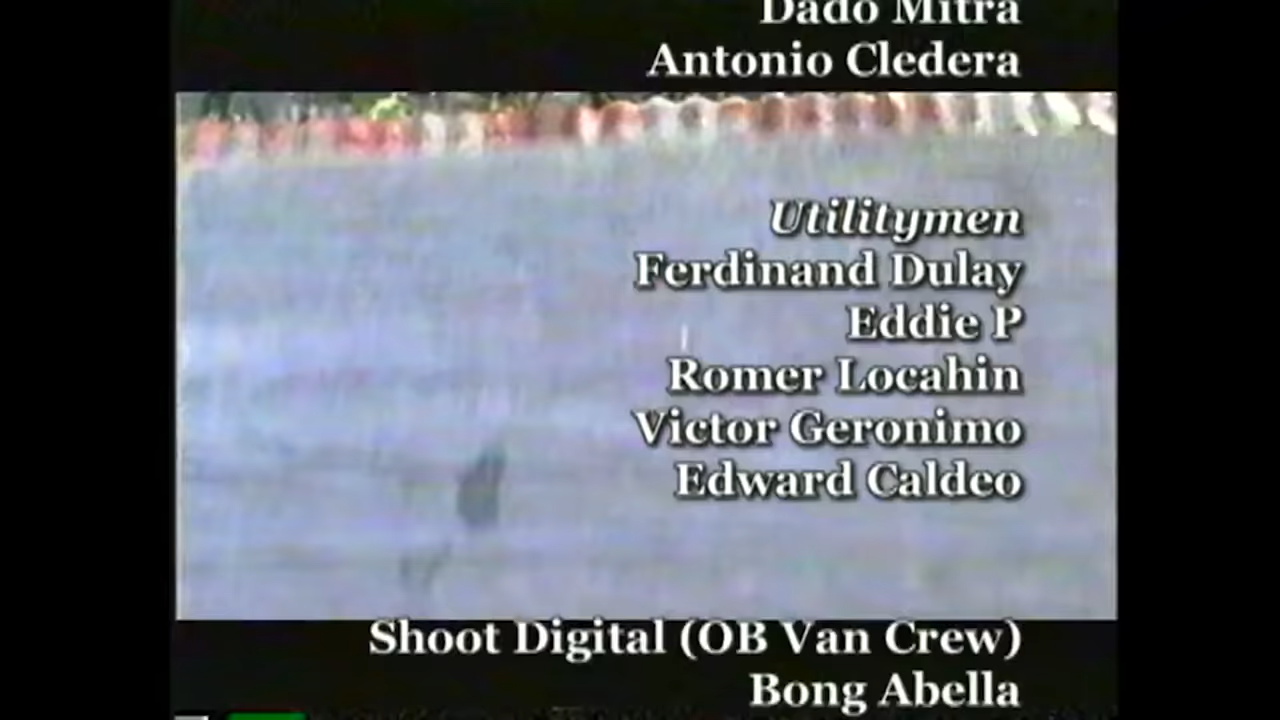 Dado Mitra
Antonio Cledera
Utilitymen
Ferdinand Dulay
Eddie P
Romer Locahin
Victor Geronimo
Edward Caldeo
Shoot Digital (OB Van Crew)
Bong Abella